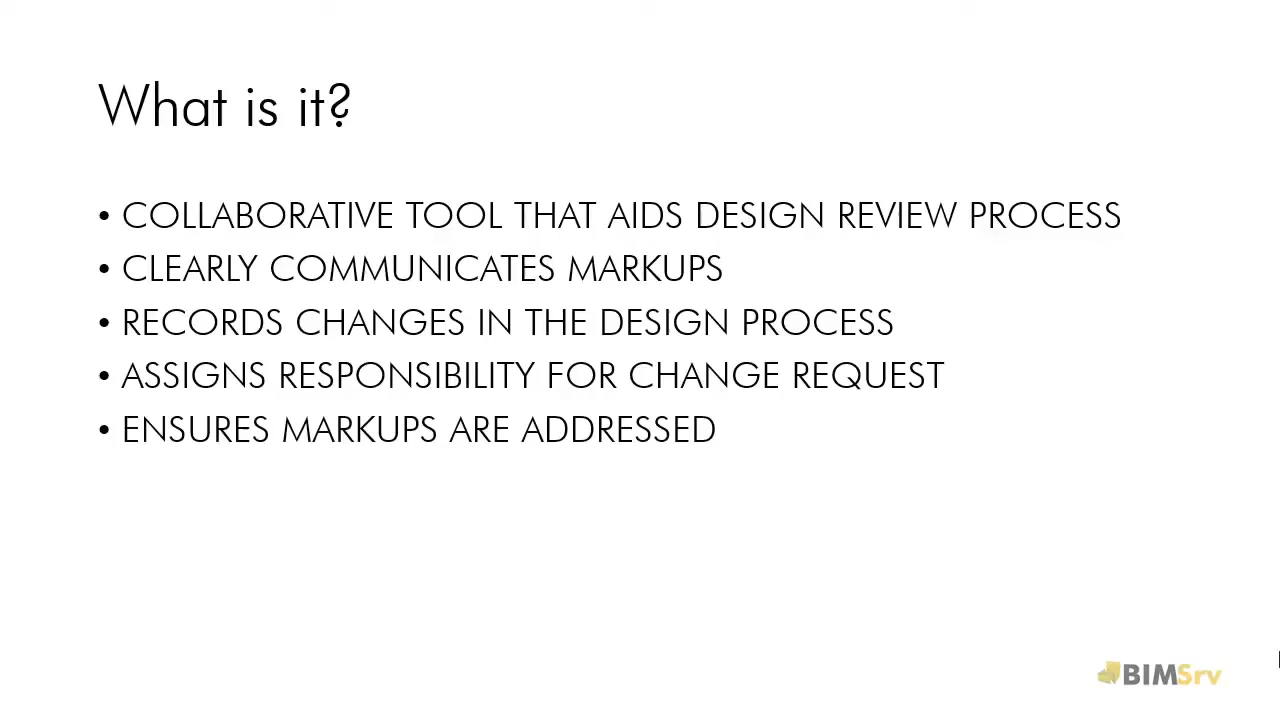 What is it?
• COLLABORATIVE TOOL THAT AIDS DESIGN REVIEW PROCESS
• CLEARLY COMMUNICATES MARKUPS
• RECORDS CHANGES IN THE DESIGN PROCESS
• ASSIGNS RESPONSIBILITY FOR CHANGE REQUEST
• ENSURES MARKUPS ARE ADDRESSED
BIMSrv